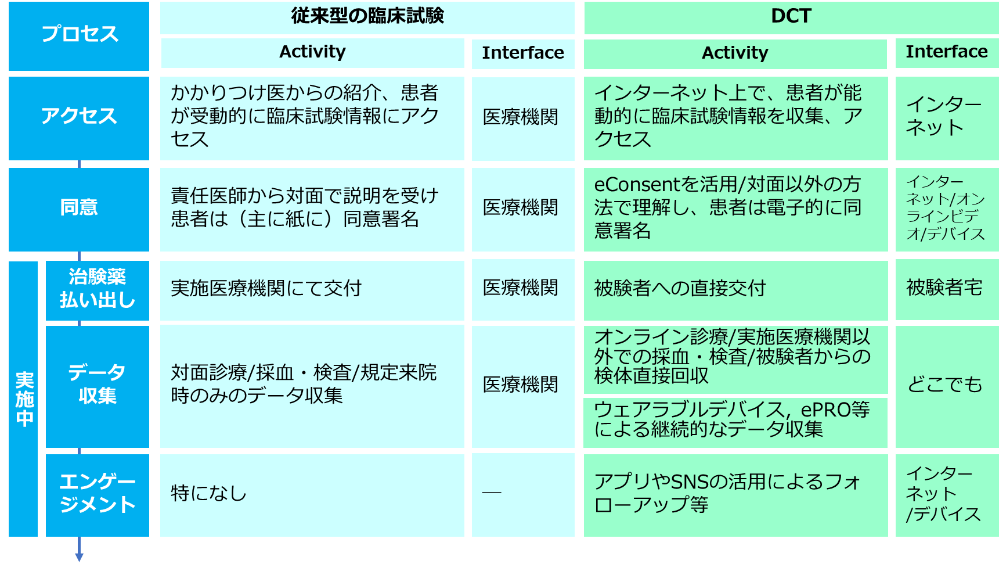 プロセス
従来型の臨床試験
DCT
Activity
Interface
Activity
Interface
アクセス
かかりつけ医からの紹介、患者
が受動的に臨床試験情報にアク
セス
医療機関
インターネット上で、患者が能
動的に臨床試験情報を収集、ア
クセス
インター
ネット
同意
責任医師から対面で説明を受け
患者は（主に紙に）同意署名
医療機関
eConsentを活用/対面以外の方
法で理解し、患者は電子的に同
意署名
インター
ネット/オン
ラインビデ
オ/デバイス
実施中
治験薬
払い出し
実施医療機関にて交付
医療機関
被験者への直接交付
被験者宅
データ
収集
対面診療/採血・検査/規定来院
時のみのデータ収集
医療機関
オンライン診療/実施医療機関以
外での採血・検査/被験者からの
検体直接回収
ウェアラブルデバイス, ePRO等
による継続的なデータ収集
どこでも
エンゲー
ジメント
特になし
―
アプリやSNSの活用によるフォ
ローアップ等
インター
ネット
/デバイス